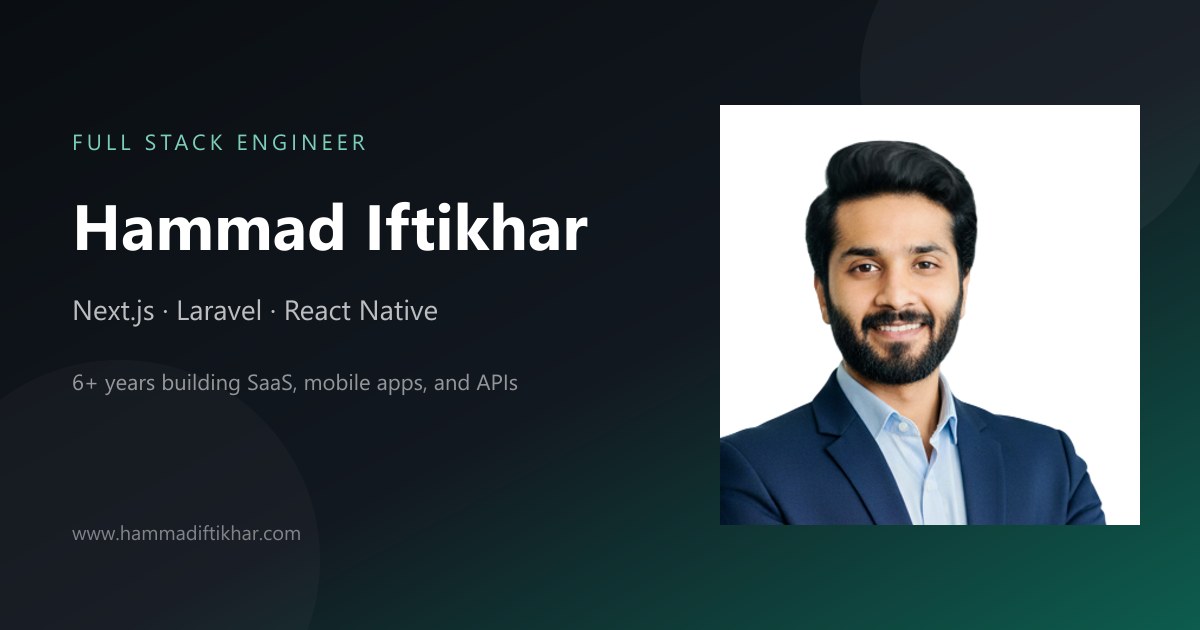 FULL STACK ENGINEER
Hammad Iftikhar
Next.js · Laravel · React Native
6+ years building SaaS, mobile apps, and APIs
www.hammadiftikhar.com